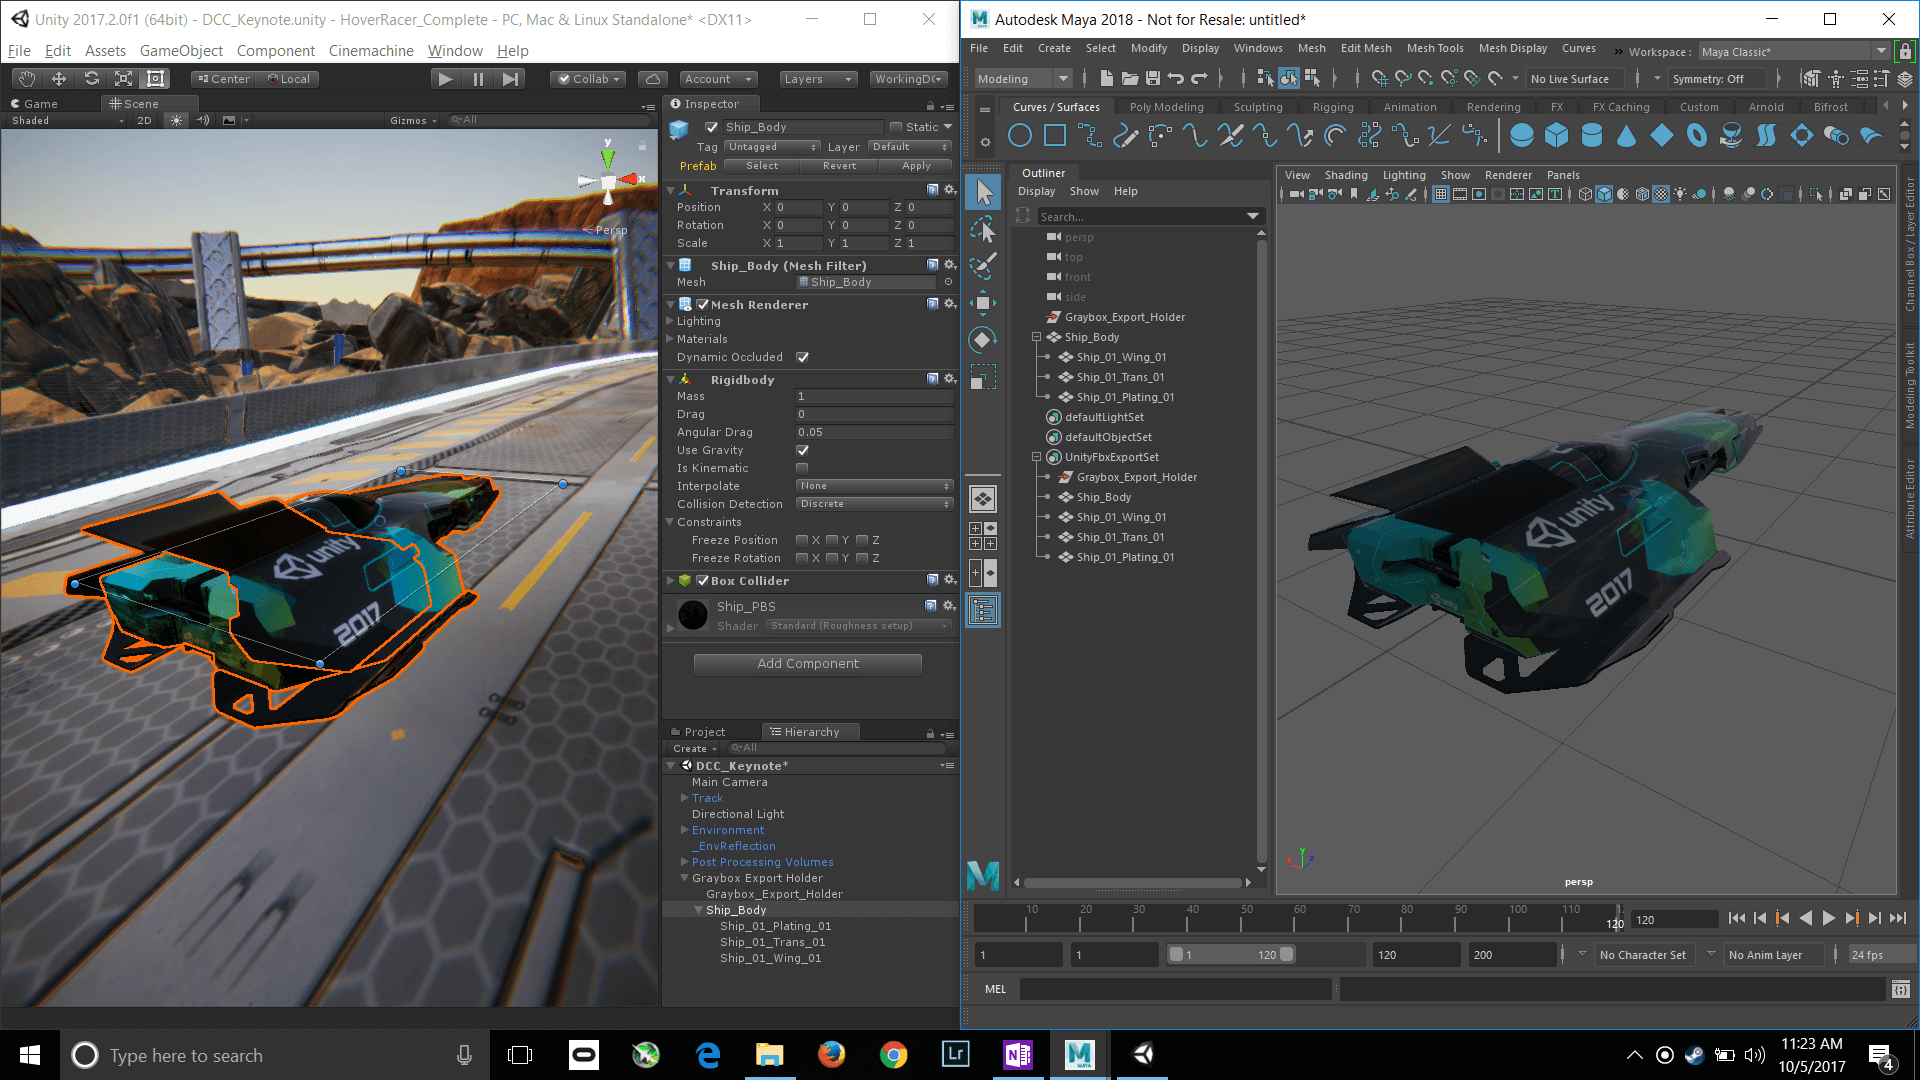 Unity 2017.2.0f1 (64bit) - DCC_Keynote.unity - HoverRacer_Complete - PC, Mac & Linux Standalone* <DX11>
File Edit Assets GameObject Component Cinemachine Window Help
Center Local Collab Account Layers
Game Scene
Shaded 2D Gizmos All
y
x
Persp
unity
2017
Inspector
Ship_Body Static
Tag Untagged Layer Default
Prefab Select Revert Apply
Transform
Position X 0 Y 0 Z 0
Rotation X 0 Y 0 Z 0
Scale X 1 Y 1 Z 1
Ship_Body (Mesh Filter)
Mesh Ship_Body
Mesh Renderer
Lighting
Materials
Dynamic Occluded
Rigidbody
Mass 1
Drag 0
Angular Drag 0.05
Use Gravity
Is Kinematic
Interpolate None
Collision Detection Discrete
Constraints
Freeze Position X Y Z
Freeze Rotation X Y Z
Box Collider
Ship_PBS
Shader Standard (Roughness setup)
Add Component
Project Hierarchy
Create All
DCC_Keynote*
Main Camera
Track
Directional Light
Environment
_EnvReflection
Post Processing Volumes
Graybox Export Holder
Graybox_Export_Holder
Ship_Body
Ship_01_Plating_01
Ship_01_Trans_01
Ship_01_Wing_01
Autodesk Maya 2018 - Not for Resale: untitled*
File Edit Create Select Modify Display Windows Mesh Edit Mesh Mesh Tools Mesh Display Curves » Workspace : Maya Classic*
Modeling No Live Surface Symmetry: Off
Curves / Surfaces Poly Modeling Sculpting Rigging Animation Rendering FX FX Caching Custom Arnold Bifrost
Outliner
Display Show Help
Search...
persp
top
front
side
Graybox_Export_Holder
Ship_Body
Ship_01_Wing_01
Ship_01_Trans_01
Ship_01_Plating_01
defaultLightSet
defaultObjectSet
UnityFbxExportSet
Graybox_Export_Holder
Ship_Body
Ship_01_Wing_01
Ship_01_Trans_01
Ship_01_Plating_01
View Shading Lighting Show Renderer Panels
unity
2017
y
x z
persp
Channel Box / Layer Editor
Modeling Toolkit
Attribute Editor
10 20 30 40 50 60 70 80 90 100 110 120 120
1 1 1 120 120 200 No Character Set No Anim Layer 24 fps
MEL
Type here to search
Lr
N
M
MAYA
11:23 AM
10/5/2017
4